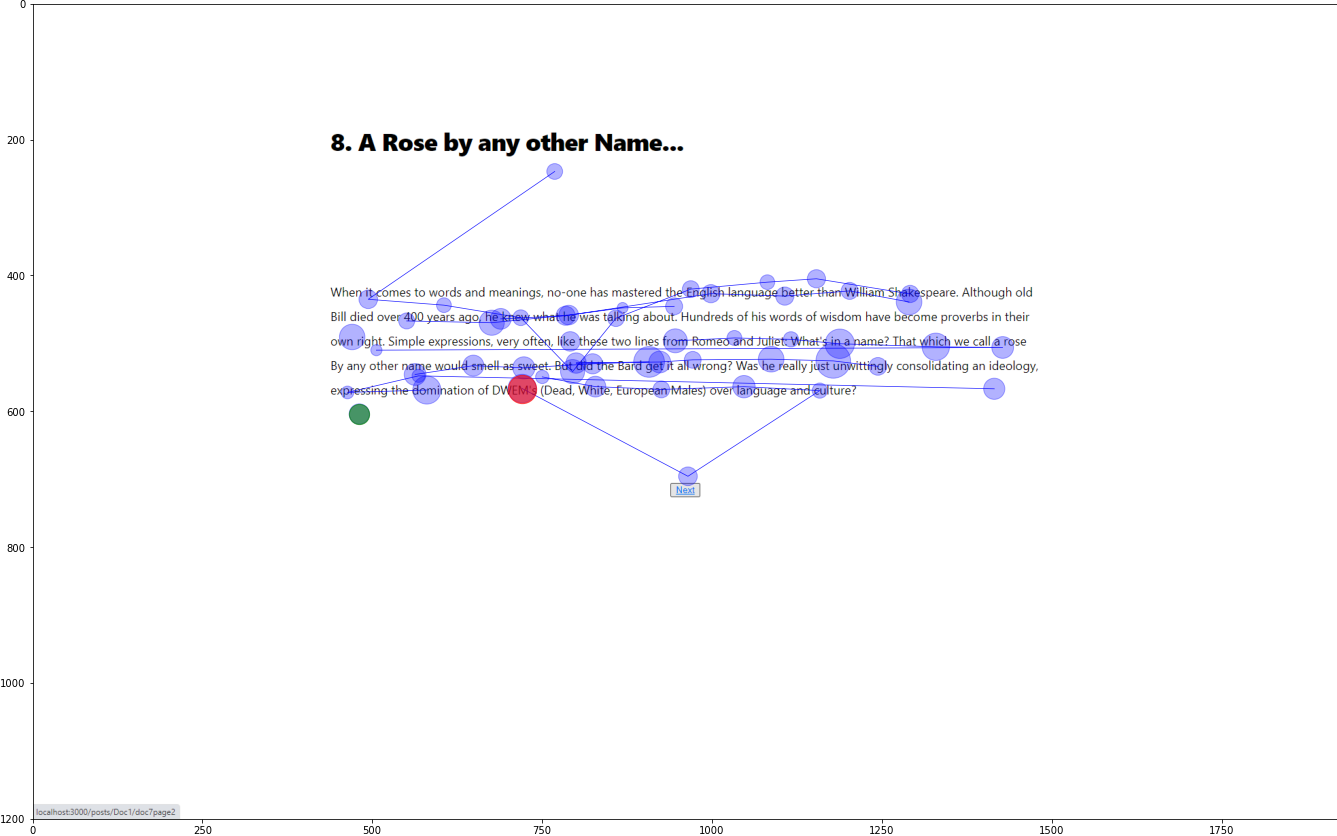 0
200
400
600
800
1000
1200
8. A Rose by any other Name...
When it comes to words and meanings, no-one has mastered the English language better than William Shakespeare. Although old
Bill died over 400 years ago, he knew what he was talking about. Hundreds of his words of wisdom have become proverbs in their
own right. Simple expressions, very often, like these two lines from Romeo and Juliet: What's in a name? That which we call a rose
By any other name would smell as sweet. But did the Bard get it all wrong? Was he really just unwittingly consolidating an ideology,
expressing the domination of DWEM's (Dead, White, European Males) over language and culture?
Next
localhost:3000/posts/Doc1/doc7page2
0 250 500 750 1000 1250 1500 1750